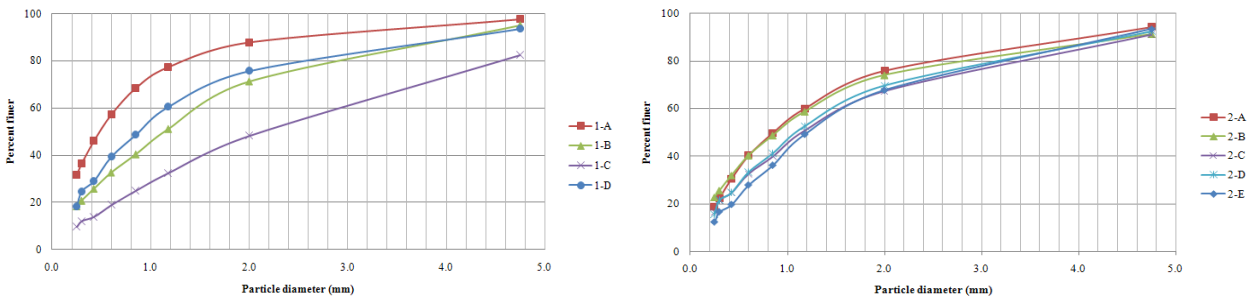 100
80
60
40
20
0
Percent finer
0.0 1.0 2.0 3.0 4.0 5.0
Particle diameter (mm)
1-A
1-B
1-C
1-D
100
80
60
40
20
0
Percent finer
0.0 1.0 2.0 3.0 4.0 5.0
Particle diameter (mm)
2-A
2-B
2-C
2-D
2-E